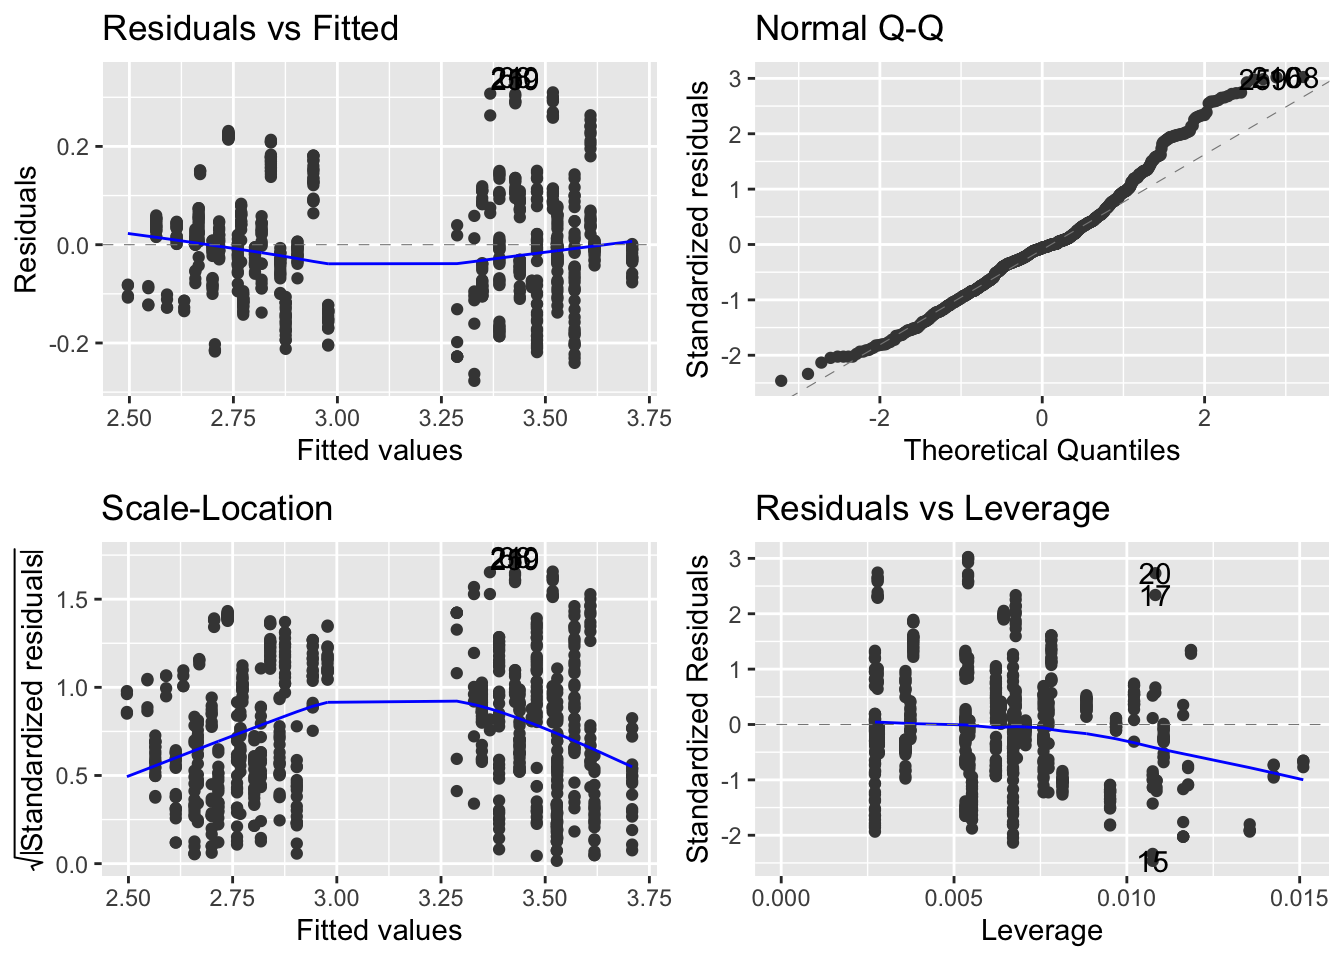 Residuals vs Fitted
Residuals
0.2
0.0
-0.2
2.50 2.75 3.00 3.25 3.50 3.75
Fitted values
Normal Q-Q
Standardized residuals
3
2
1
0
-1
-2
-2 0 2
Theoretical Quantiles
Scale-Location
√|Standardized residuals|
1.5
1.0
0.5
0.0
2.50 2.75 3.00 3.25 3.50 3.75
Fitted values
Residuals vs Leverage
Standardized Residuals
3
2
1
0
-1
-2
20
17
15
0.000 0.005 0.010 0.015
Leverage